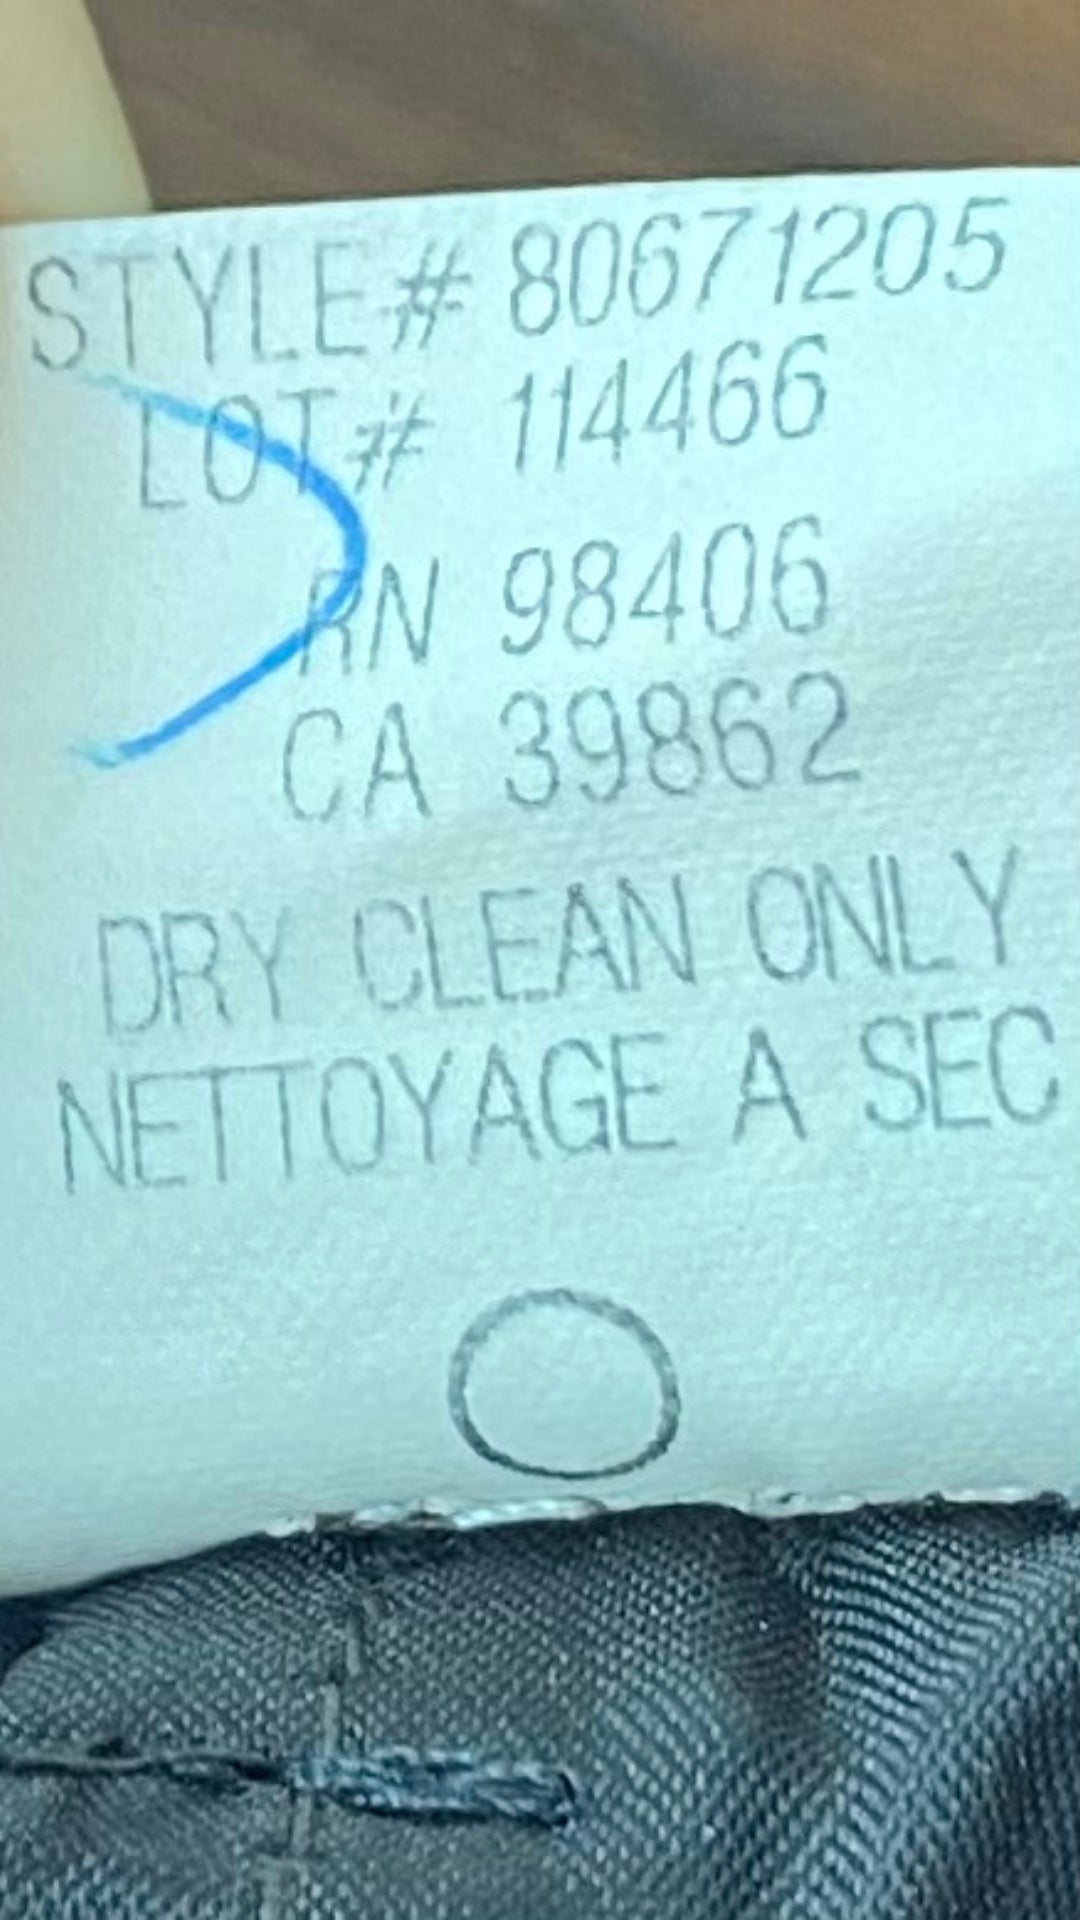 STYLE# 80671205
LOT# 114466
RN 98406
CA 39862
DRY CLEAN ONLY
NETTOYAGE A SEC